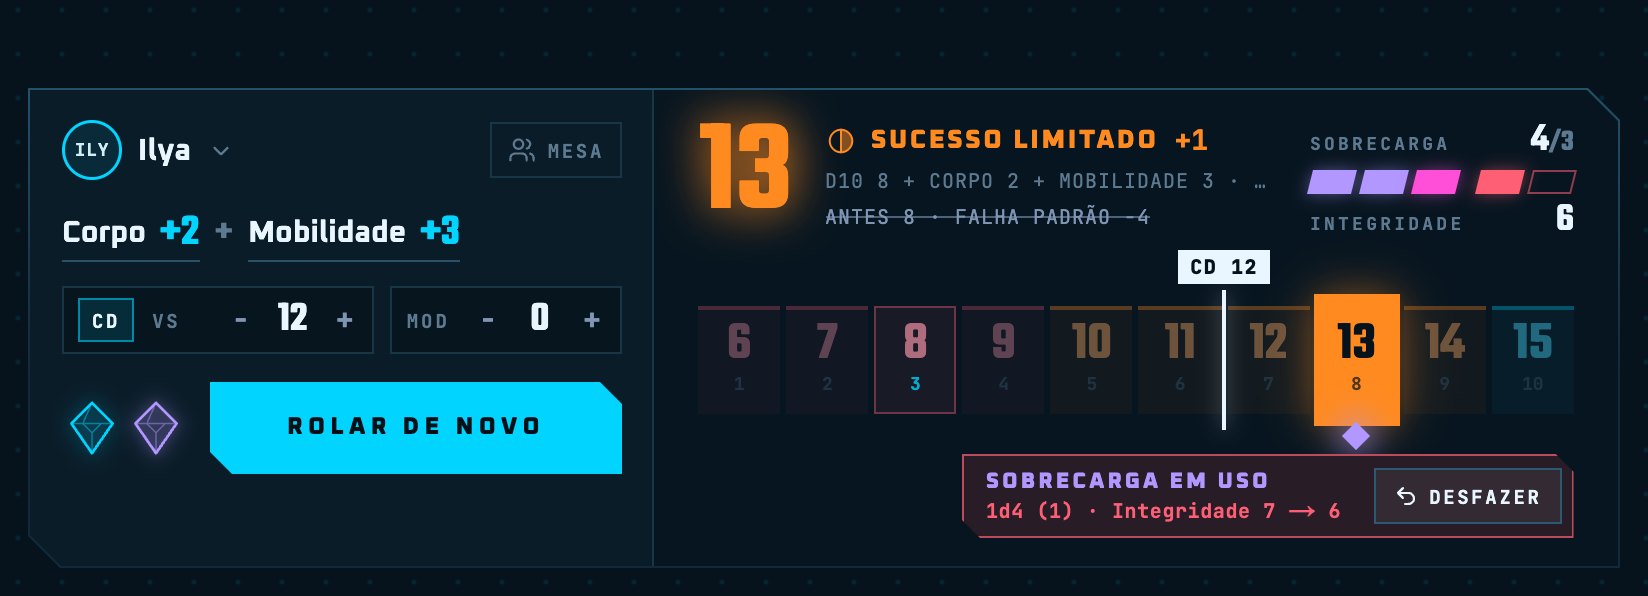 ILY Ilya
MESA
Corpo +2 + Mobilidade +3
CD VS - 12 +
MOD - 0 +
ROLAR DE NOVO
13
SUCESSO LIMITADO +1
D10 8 + CORPO 2 + MOBILIDADE 3 · …
ANTES 8 · FALHA PADRÃO -4
SOBRECARGA 4/3
INTEGRIDADE 6
CD 12
6 7 8 9 10 11 12 13 14 15
1 2 3 4 5 6 7 8 9 10
SOBRECARGA EM USO
1d4 (1) · Integridade 7 → 6
DESFAZER